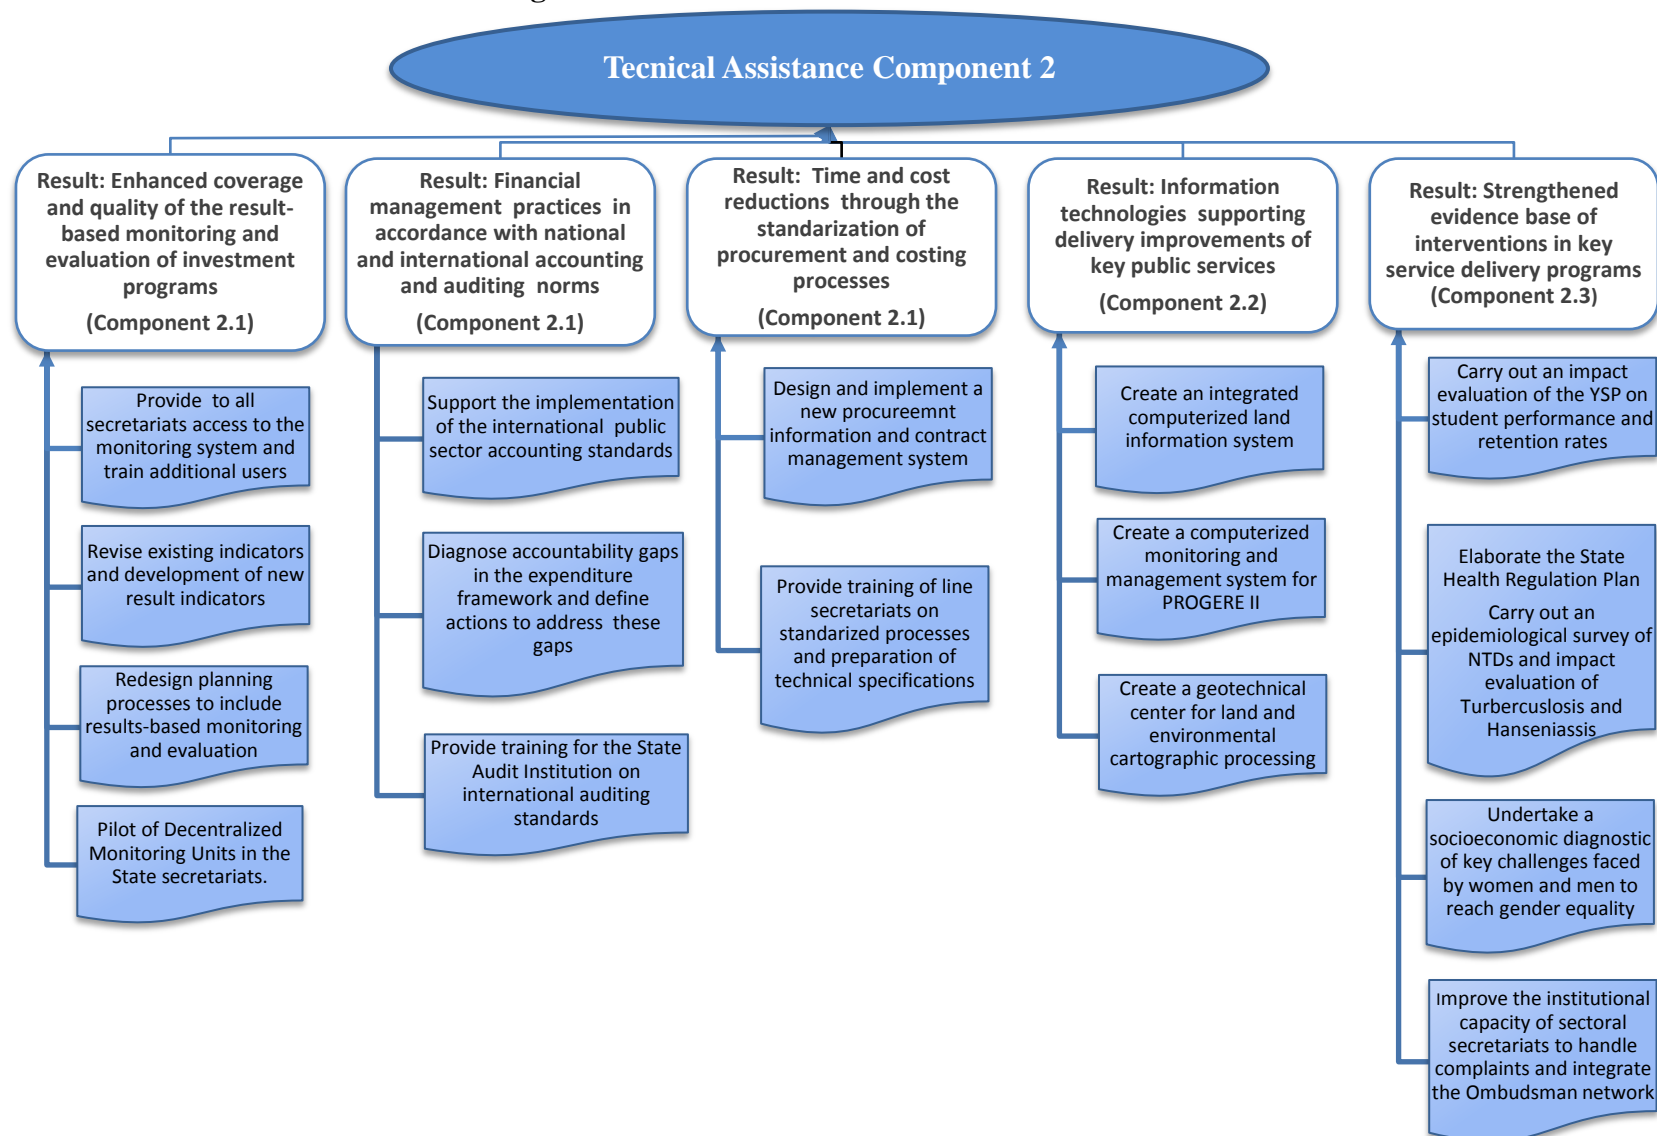 Tecnical Assistance Component 2
Result: Enhanced coverage
and quality of the result-
based monitoring and
evaluation of investment
programs
(Component 2.1)
Provide to all
secretariats access to the
monitoring system and
train additional users
Revise existing indicators
and development of new
result indicators
Redesign planning
processes to include
results-based monitoring
and evaluation
Pilot of Decentralized
Monitoring Units in the
State secretariats.
Result: Financial
management practices in
accordance with national
and international accounting
and auditing norms
(Component 2.1)
Support the implementation
of the international public
sector accounting standards
Diagnose accountability gaps
in the expenditure
framework and define
actions to address these
gaps
Provide training for the State
Audit Institution on
international auditing
standards
Result: Time and cost
reductions through the
standarization of
procurement and costing
processes
(Component 2.1)
Design and implement a
new procureemnt
information and contract
management system
Provide training of line
secretariats on
standarized processes
and preparation of
technical specifications
Result: Information
technologies supporting
delivery improvements of
key public services
(Component 2.2)
Create an integrated
computerized land
information system
Create a computerized
monitoring and
management system for
PROGERE II
Create a geotechnical
center for land and
environmental
cartographic processing
Result: Strengthened
evidence base of
interventions in key
service delivery programs
(Component 2.3)
Carry out an impact
evaluation of the YSP on
student performance and
retention rates
Elaborate the State
Health Regulation Plan
Carry out an
epidemiological survey of
NTDs and impact
evaluation of
Turbercuslosis and
Hanseniassis
Undertake a
socioeconomic diagnostic
of key challenges faced
by women and men to
reach gender equality
Improve the institutional
capacity of sectoral
secretariats to handle
complaints and integrate
the Ombudsman network